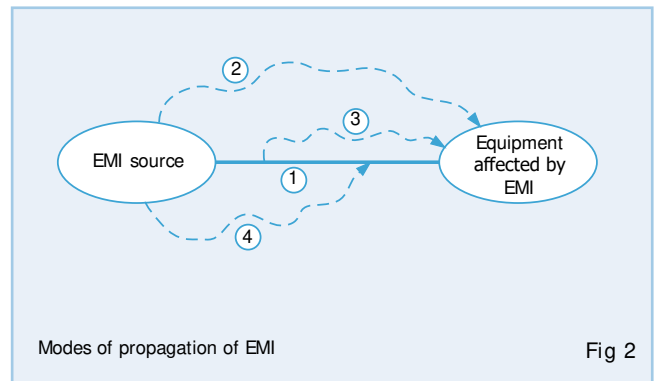 2
3
EMI source
Equipment
affected by
EMI
1
4
Modes of propagation of EMI
Fig 2